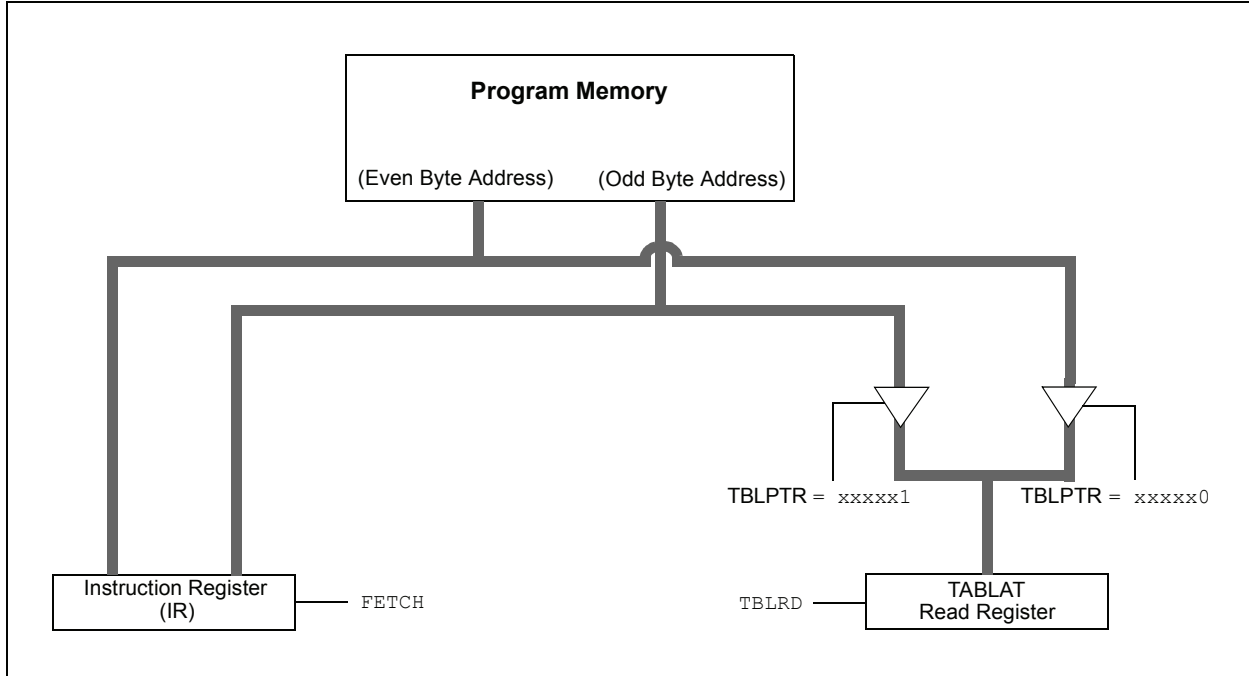 Program Memory
(Even Byte Address) (Odd Byte Address)
TBLPTR = xxxxx1 TBLPTR = xxxxx0
Instruction Register
(IR)
FETCH
TBLRD
TABLAT
Read Register